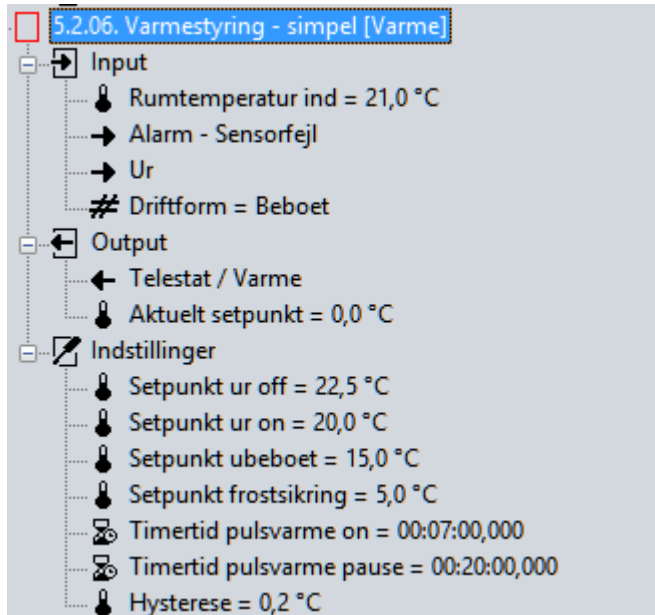 5.2.06. Varmestyring - simpel [Varme]
Input
Rumtemperatur ind = 21,0 °C
Alarm - Sensorfejl
Ur
Driftform = Beboet
Output
Telestat / Varme
Aktuelt setpunkt = 0,0 °C
Indstillinger
Setpunkt ur off = 22,5 °C
Setpunkt ur on = 20,0 °C
Setpunkt ubeboet = 15,0 °C
Setpunkt frostsikring = 5,0 °C
Timertid pulsvarme on = 00:07:00,000
Timertid pulsvarme pause = 00:20:00,000
Hysterese = 0,2 °C